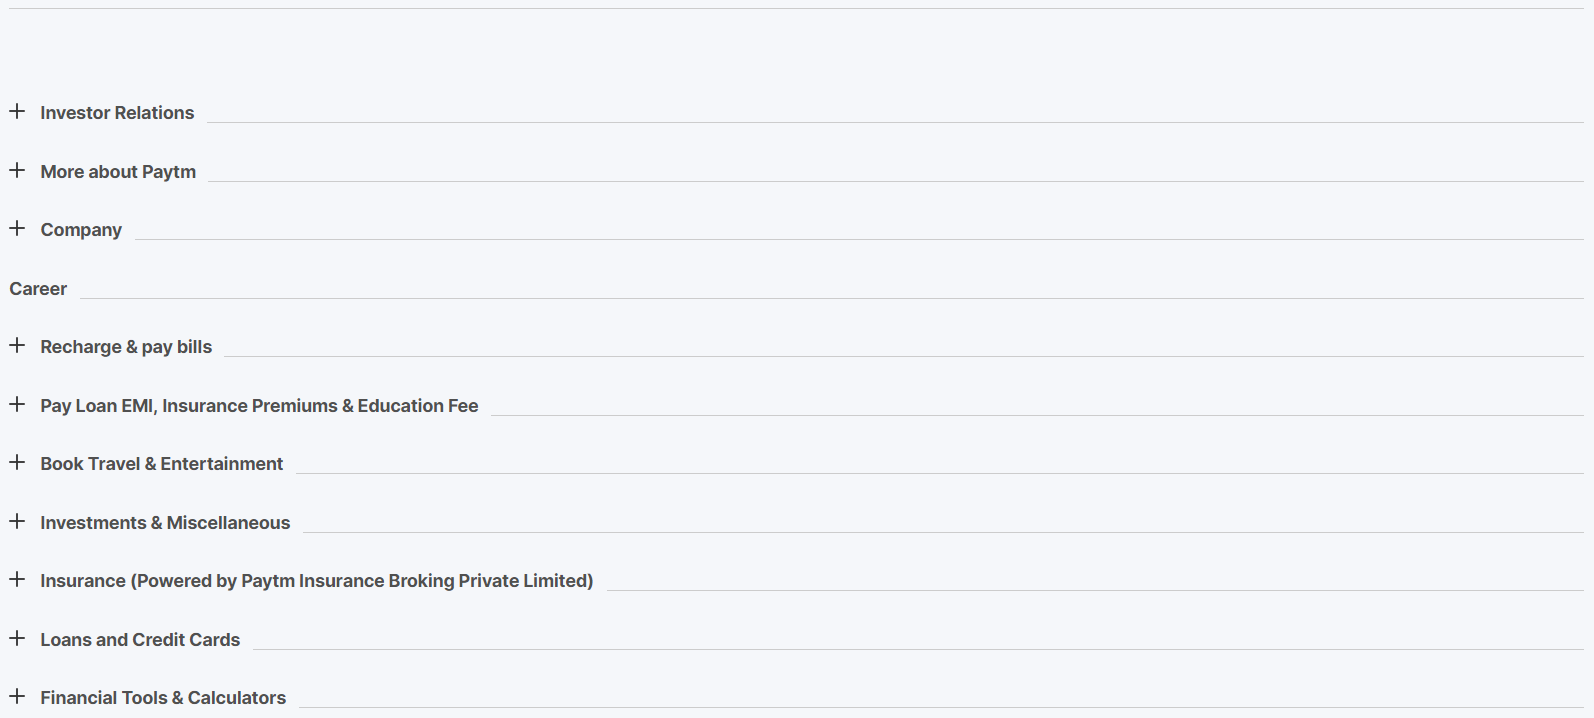 Investor Relations
More about Paytm
Company
Career
Recharge & pay bills
Pay Loan EMI, Insurance Premiums & Education Fee
Book Travel & Entertainment
Investments & Miscellaneous
Insurance (Powered by Paytm Insurance Broking Private Limited)
Loans and Credit Cards
Financial Tools & Calculators